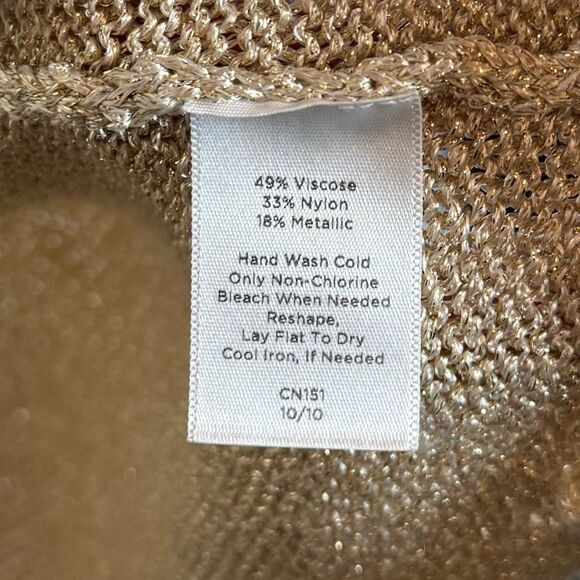 49% Viscose
33% Nylon
18% Metallic
Hand Wash Cold
Only Non-Chlorine
Bleach When Needed
Reshape,
Lay Flat To Dry
Cool Iron, If Needed
CN151
10/10